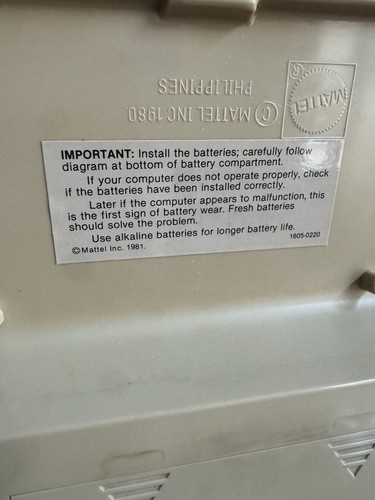 © MATTEL INC 1980
PHILIPPINES
MATTEL
®
IMPORTANT: Install the batteries; carefully follow
diagram at bottom of battery compartment.
If your computer does not operate properly, check
if the batteries have been installed correctly.
Later if the computer appears to malfunction, this
is the first sign of battery wear. Fresh batteries
should solve the problem.
Use alkaline batteries for longer battery life.
© Mattel Inc. 1981.
1605-0220